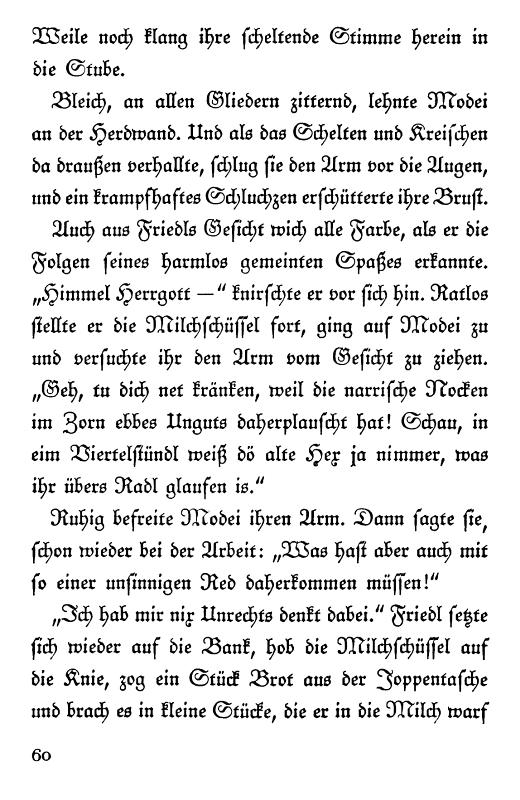 Weile noch klang ihre scheltende Stimme herein in
die Stube.
Bleich, an allen Gliedern zitternd, lehnte Modei
an der Herdwand. Und als das Schelten und Kreischen
da draußen verhallte, schlug sie den Arm vor die Augen,
und ein krampfhaftes Schluchzen erschütterte ihre Brust.
Auch aus Friedls Gesicht wich alle Farbe, als er die
Folgen seines harmlos gemeinten Spaßes erkannte.
„Himmel Herrgott —“ knirschte er vor sich hin. Ratlos
stellte er die Milchschüssel fort, ging auf Modei zu
und versuchte ihr den Arm vom Gesicht zu ziehen.
„Geh, tu dich net kränken, weil die narrische Nocken
im Zorn ebbes Unguts daherplauscht hat! Schau, in
eim Viertelstündl weiß dö alte Hex ja nimmer, was
ihr übers Radl glaufen is.“
Ruhig befreite Modei ihren Arm. Dann sagte sie,
schon wieder bei der Arbeit: „Was hast aber auch mit
so einer unsinnigen Red daherkommen müssen!“
„Ich hab mir nix Unrechts denkt dabei.“ Friedl setzte
sich wieder auf die Bank, hob die Milchschüssel auf
die Knie, zog ein Stück Brot aus der Joppentasche
und brach es in kleine Stücke, die er in die Milch warf
60